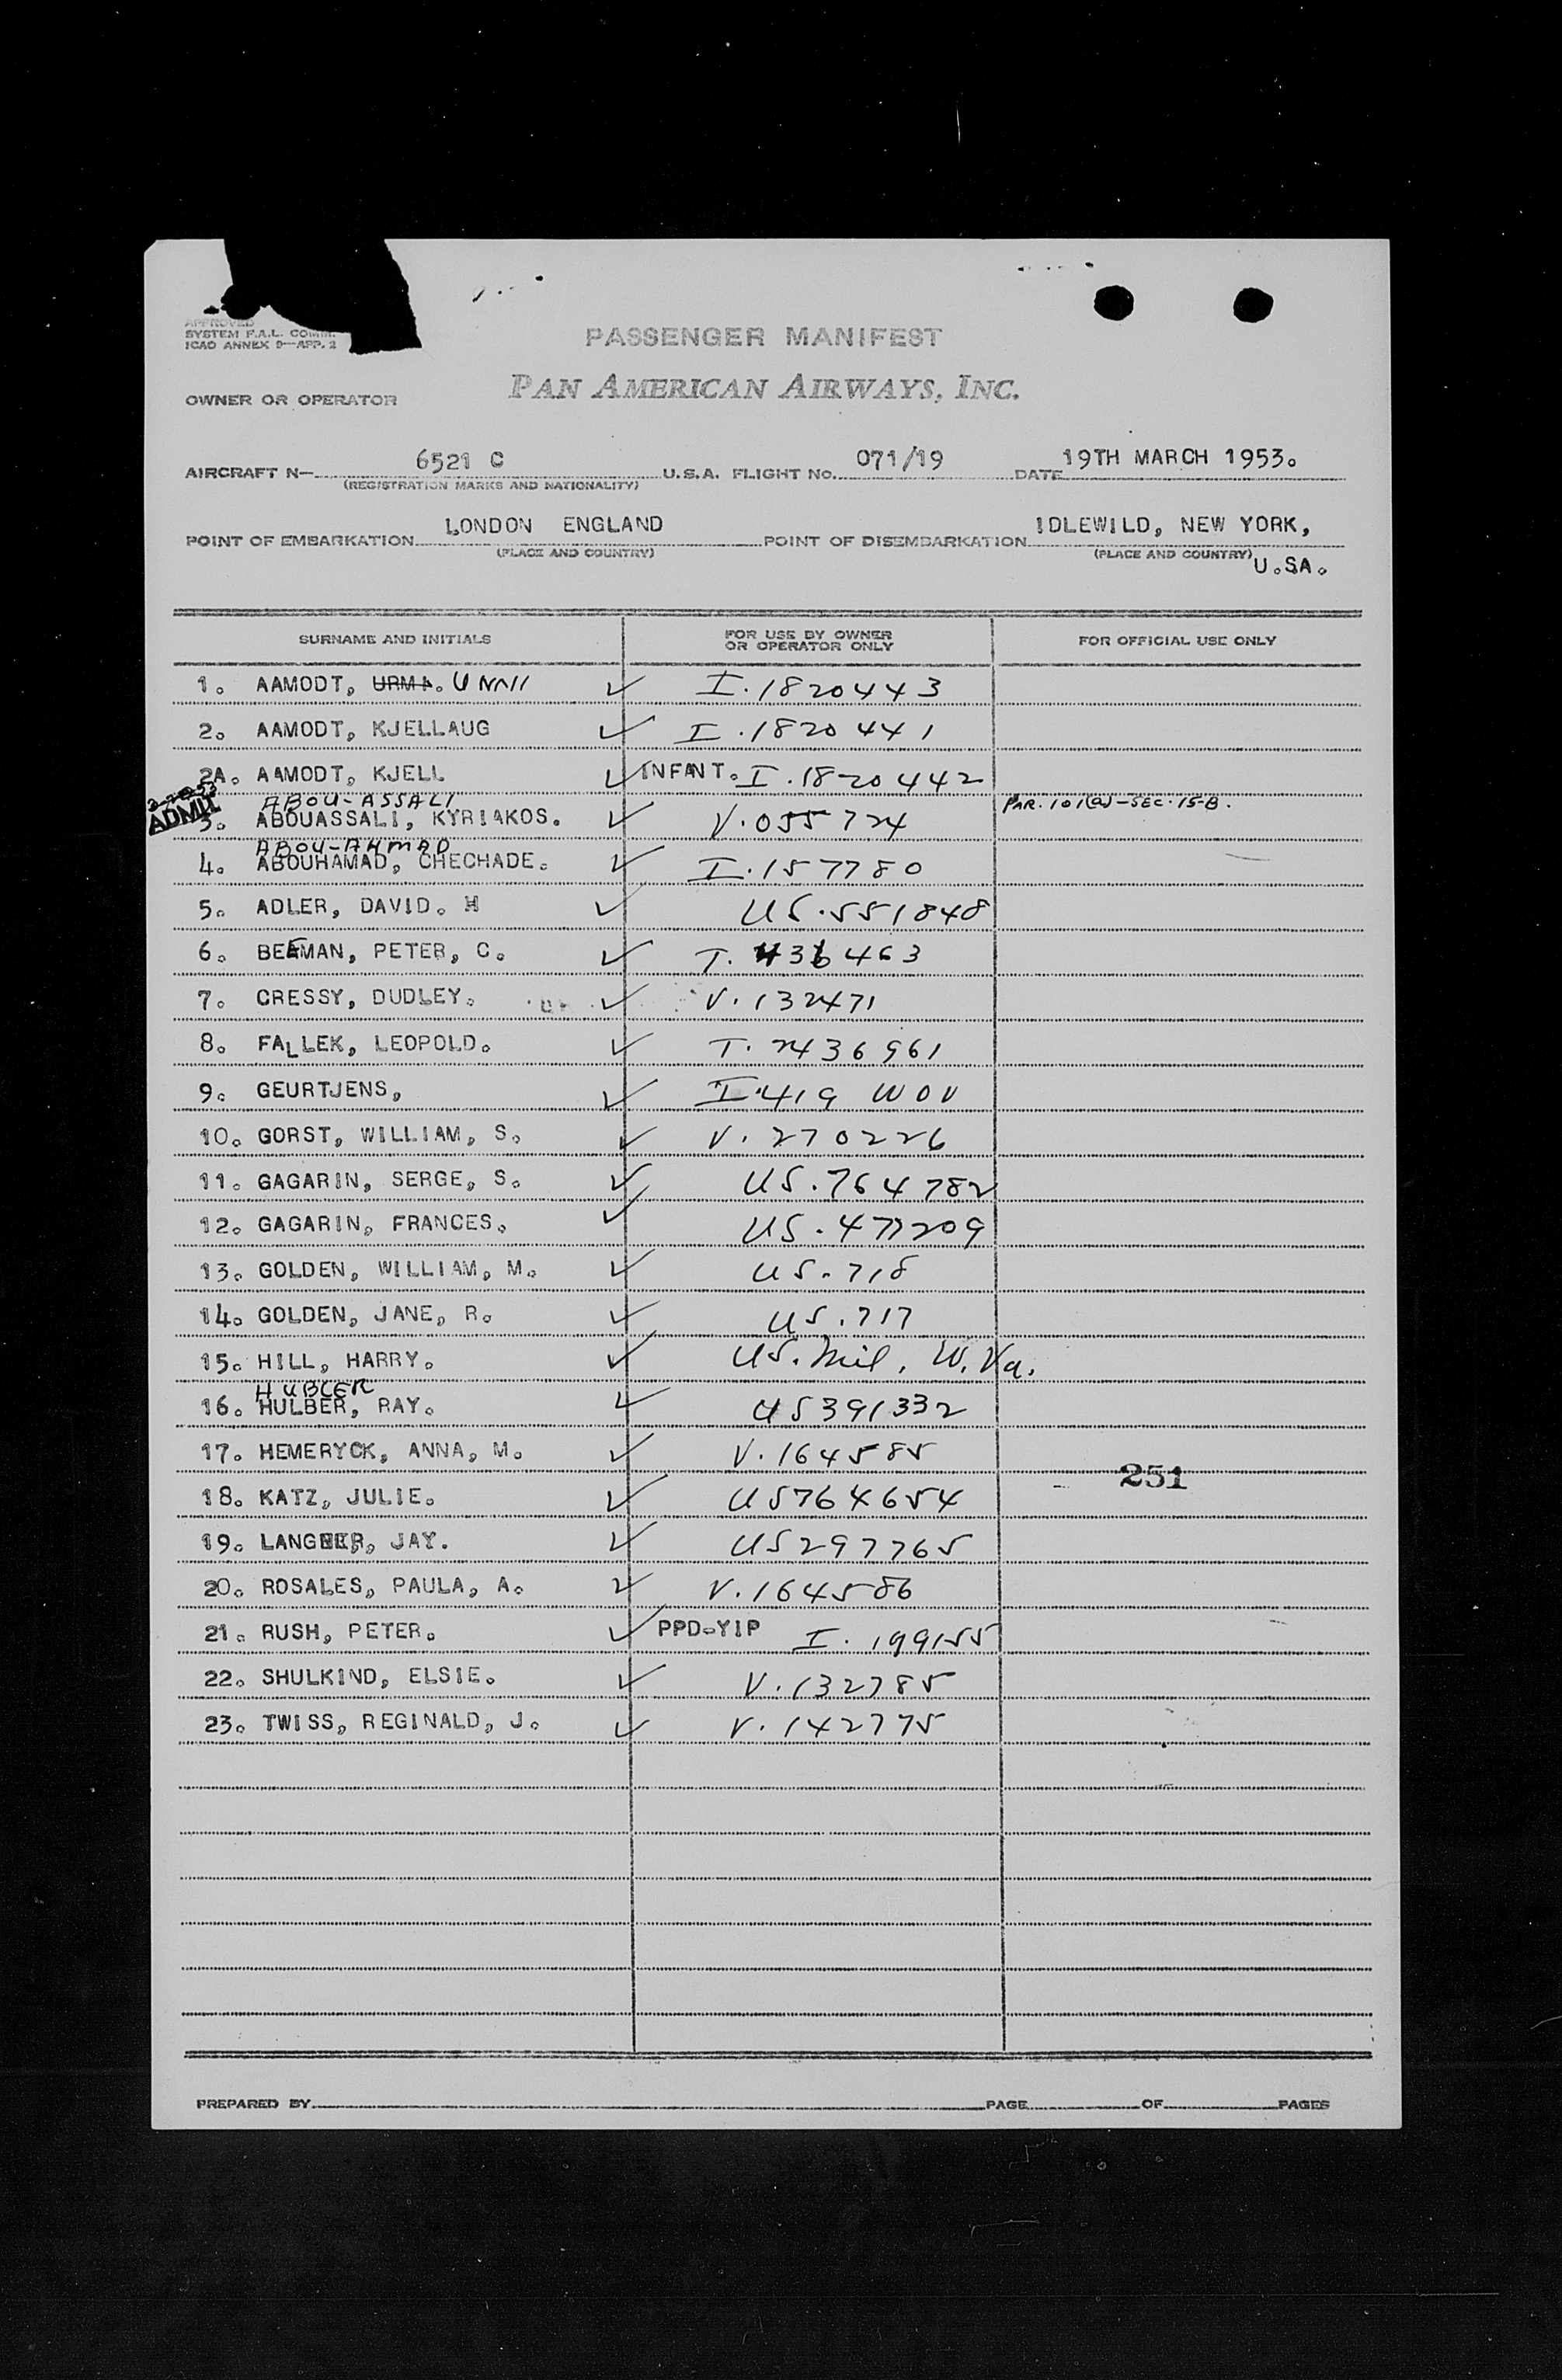 APPROVED
SYSTEM F.A.L. COMM.
ICAO ANNEX 9—APP. 2
PASSENGER MANIFEST
OWNER OR OPERATOR PAN AMERICAN AIRWAYS, INC.
AIRCRAFT N— 6521 C U.S.A. FLIGHT No. 071/19 DATE 19TH MARCH 1953.
(REGISTRATION MARKS AND NATIONALITY)
POINT OF EMBARKATION LONDON ENGLAND POINT OF DISEMBARKATION IDLEWILD, NEW YORK,
(PLACE AND COUNTRY) (PLACE AND COUNTRY) U.SA.
SURNAME AND INITIALS FOR USE BY OWNER OR OPERATOR ONLY FOR OFFICIAL USE ONLY
1. AAMODT, URMI. UNNI ✓ I.1820443
2. AAMODT, KJELLAUG ✓ I.1820441
2A. AAMODT, KJELL ✓ INFANT. I.1820442
ADMIT ABOU-ASSALI PAR. 101(a)-SEC.15-B.
3. ABOUASSALI, KYRIAKOS. ✓ V.055724
ABOU-AHMAD
4. ABOUHAMAD, CHECHADE. ✓ I.157780
5. ADLER, DAVID. H ✓ US.551848
6. BEEMAN, PETER, C. ✓ T. 436463
7. CRESSY, DUDLEY. ✓ V.132471
8. FALLEK, LEOPOLD. ✓ T. 2436961
9. GEURTJENS, ✓ I.419 WOV
10. GORST, WILLIAM, S. ✓ V.270226
11. GAGARIN, SERGE, S. ✓ US.764782
12. GAGARIN, FRANCES. ✓ US.477209
13. GOLDEN, WILLIAM, M. ✓ US.718
14. GOLDEN, JANE, R. ✓ US.717
15. HILL, HARRY. ✓ US. Mil. W. Va.
HUBLER
16. HULBER, RAY. ✓ US391332
17. HEMERYCK, ANNA, M. ✓ V.164585
251
18. KATZ, JULIE. ✓ US764654
19. LANGNER, JAY. ✓ US297765
20. ROSALES, PAULA, A. ✓ V.164586
21. RUSH, PETER. ✓ PPD-YIP I. 199155
22. SHULKIND, ELSIE. ✓ V.132785
23. TWISS, REGINALD, J. ✓ V.142775
PREPARED BY PAGE OF PAGES